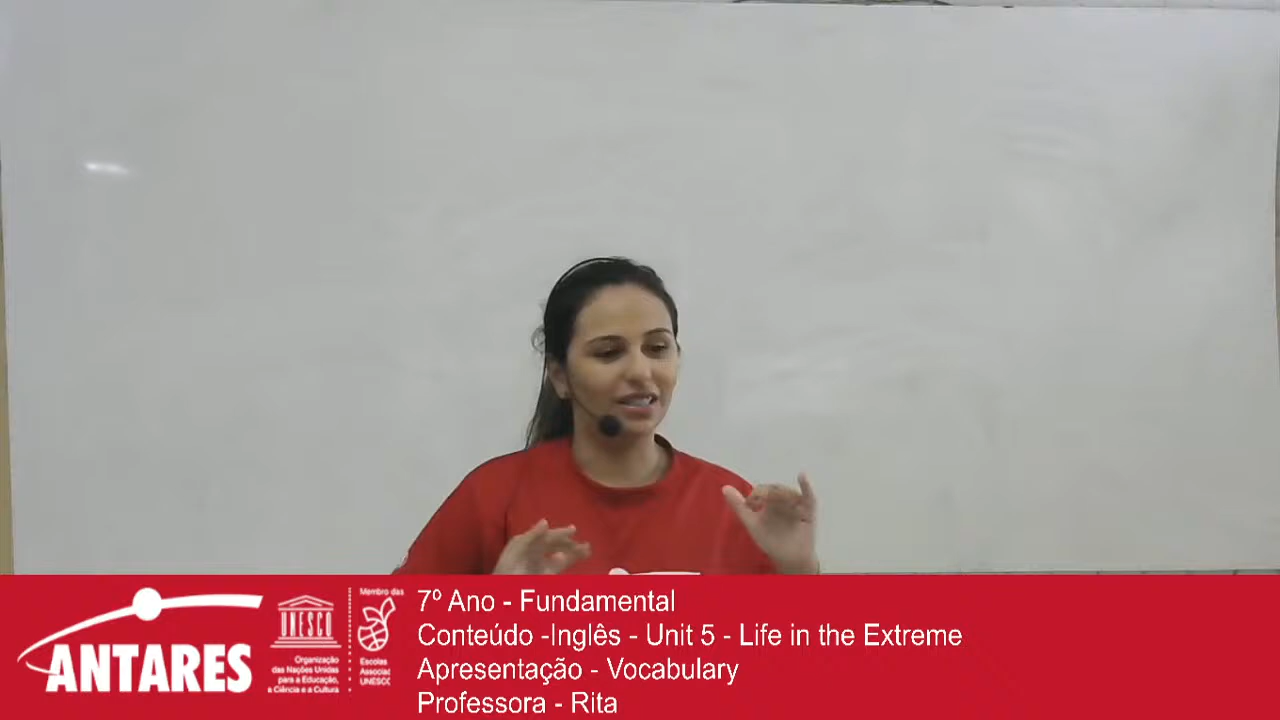 7º Ano - Fundamental
Conteúdo -Inglês - Unit 5 - Life in the Extreme
Apresentação - Vocabulary
Professora - Rita
ANTARES
UNESCO
Organização
das Nações Unidas
para a Educação,
a Ciência e a Cultura
Membro das
Escolas
Associac
UNESCO